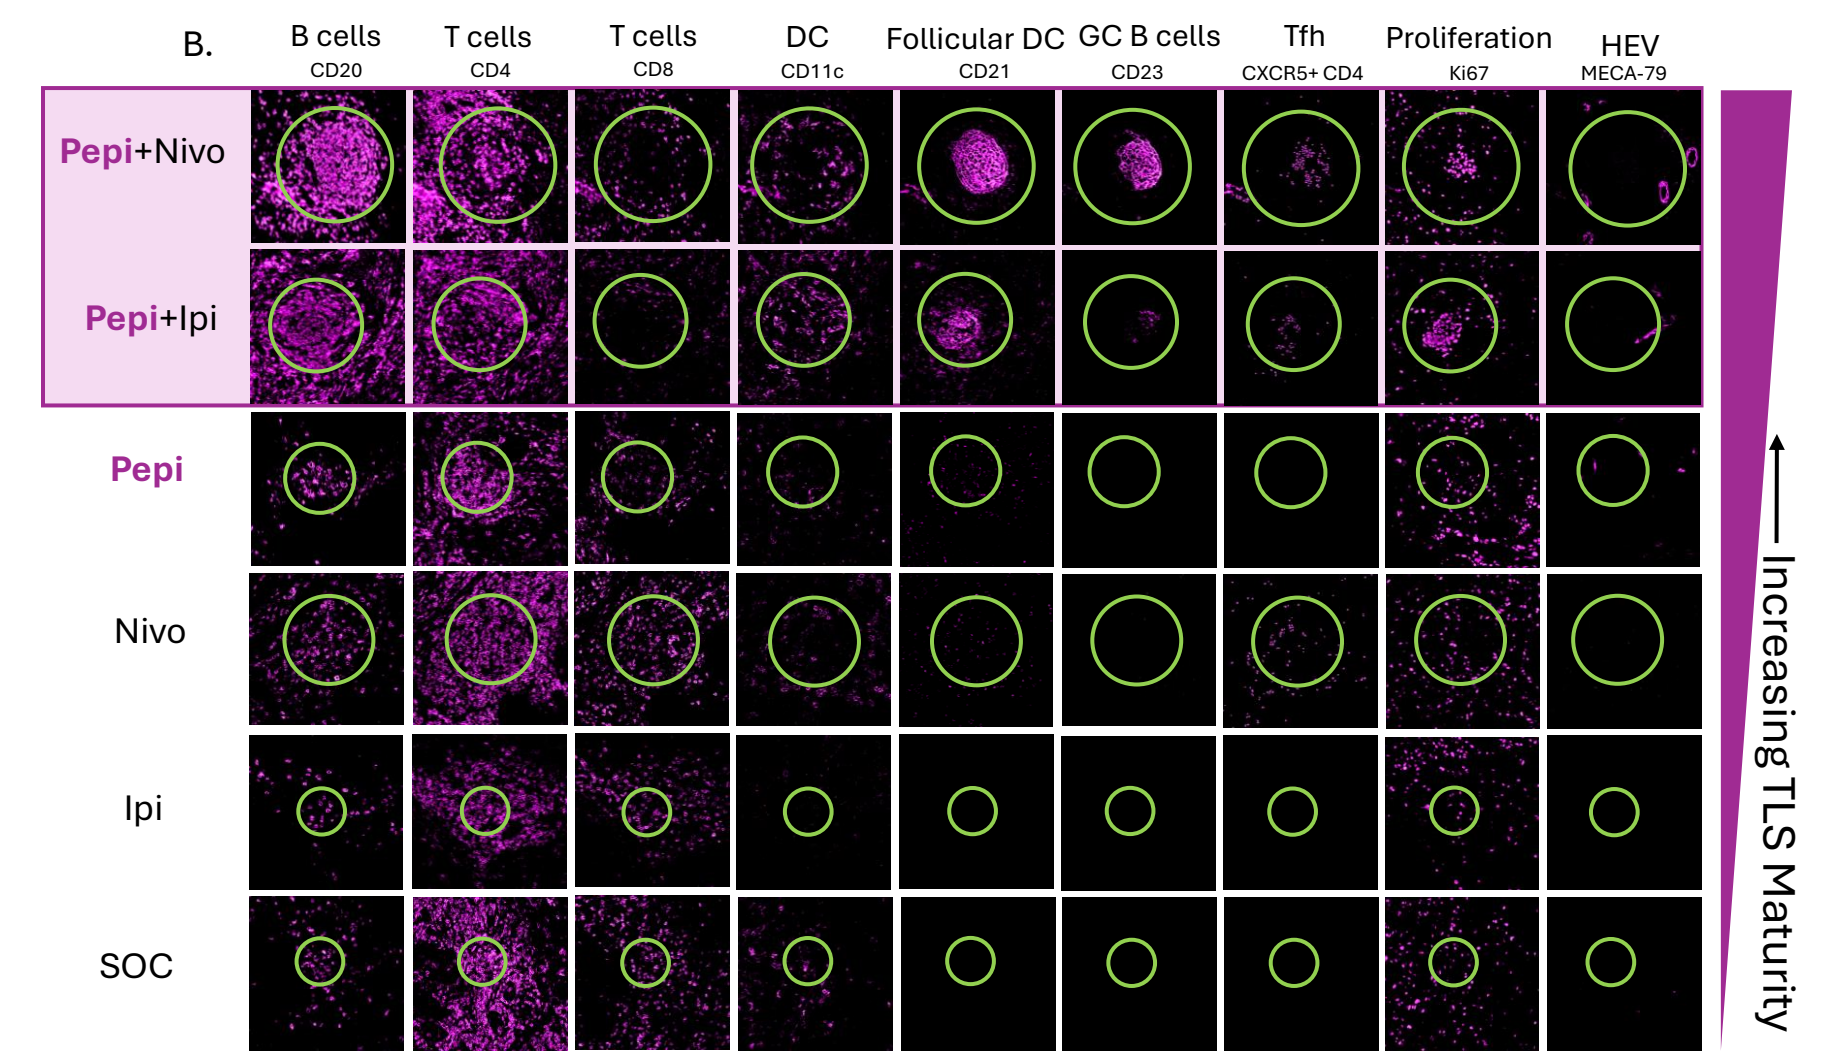 B.
B cells
CD20
T cells
CD4
T cells
CD8
DC
CD11c
Follicular DC
CD21
GC B cells
CD23
Tfh
CXCR5+ CD4
Proliferation
Ki67
HEV
MECA-79
Pepi+Nivo
Pepi+Ipi
Pepi
Nivo
Ipi
SOC
Increasing TLS Maturity